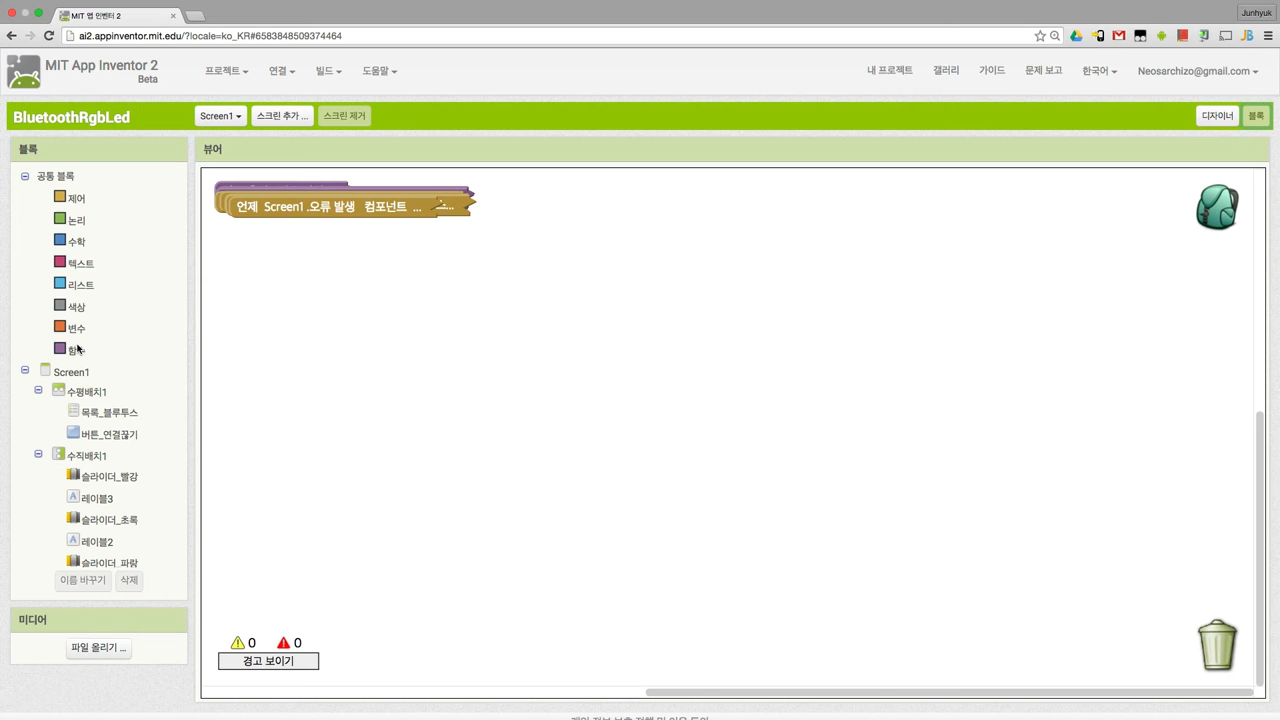 MIT 앱 인벤터 2
Junhyuk
ai2.appinventor.mit.edu/?locale=ko_KR#6583848509374464
MIT App Inventor 2
Beta
프로젝트 연결 빌드 도움말 내 프로젝트 갤러리 가이드 문제 보고 한국어 Neosarchizo@gmail.com
BluetoothRgbLed Screen1 스크린 추가 ... 스크린 제거 디자이너 블록
블록
뷰어
공통 블록
제어
논리
수학
텍스트
리스트
색상
변수
Screen1
수평배치1
목록_블루투스
버튼_연결끊기
수직배치1
슬라이더_빨강
레이블3
슬라이더_초록
레이블2
슬라이더_파랑
이름 바꾸기 삭제
미디어
파일 올리기 ...
언제 Screen1 .오류 발생 컴포넌트 ...
0 0
경고 보이기